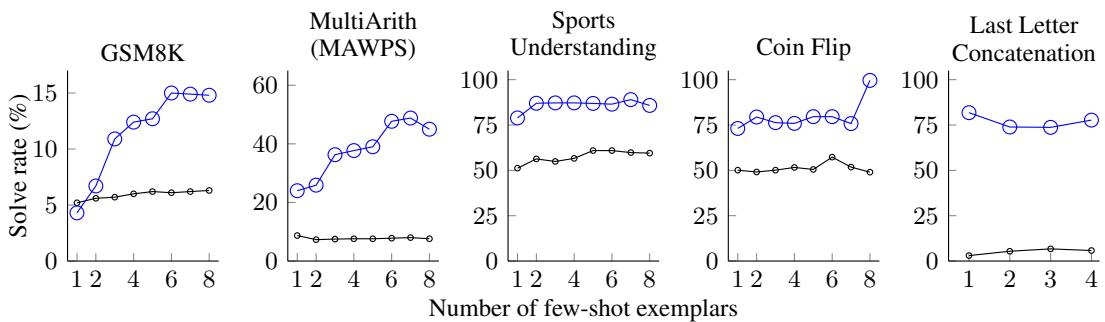 GSM8K
MultiArith
(MAWPS)
Sports
Understanding
Coin Flip
Last Letter
Concatenation
Solve rate (%)
15
10
5
0
1 2 4 6 8
60
40
20
0
1 2 4 6 8
100
75
50
25
0
1 2 4 6 8
100
75
50
25
0
1 2 4 6 8
100
75
50
25
0
1 2 3 4
Number of few-shot exemplars